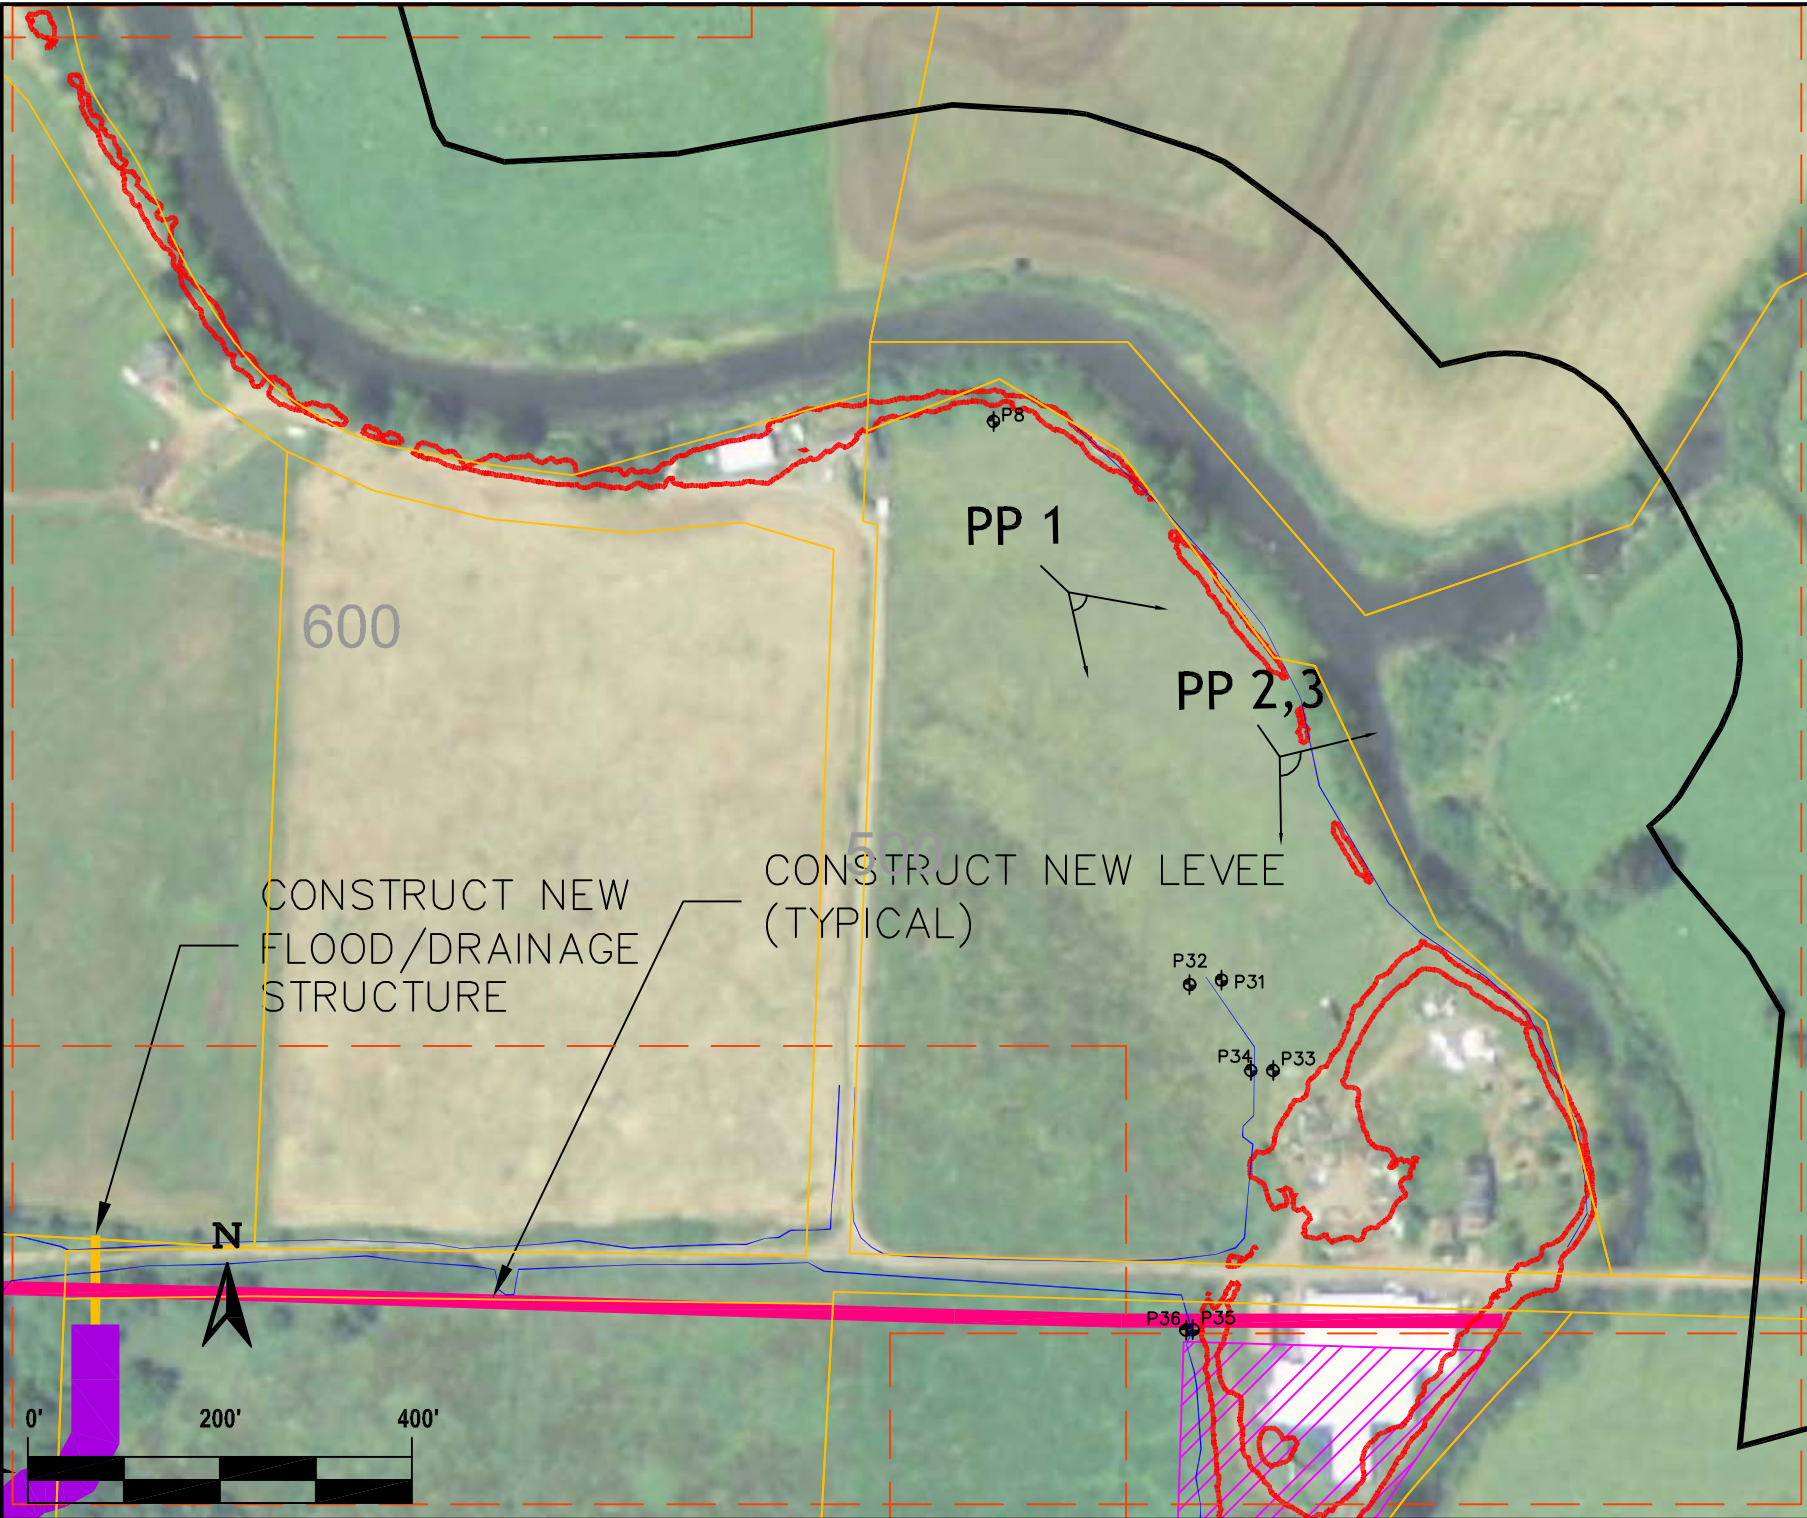 P8
PP 1
600
PP 2,3
500
CONSTRUCT NEW LEVEE
(TYPICAL)
CONSTRUCT NEW
FLOOD/DRAINAGE
STRUCTURE
P32
P31
P34
P33
N
P36
P35
0'
200'
400'